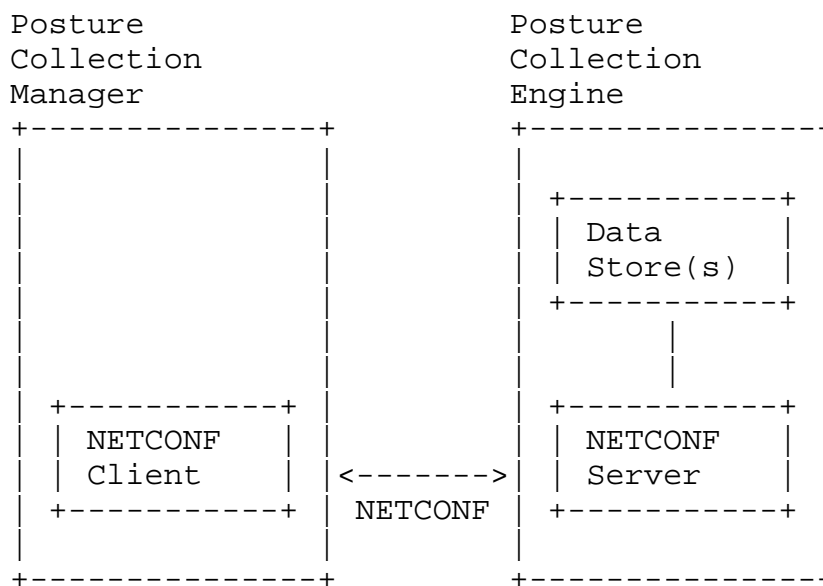 Posture Collection Manager
Posture Collection Engine
Data Store(s)
NETCONF Client
NETCONF Server
NETCONF